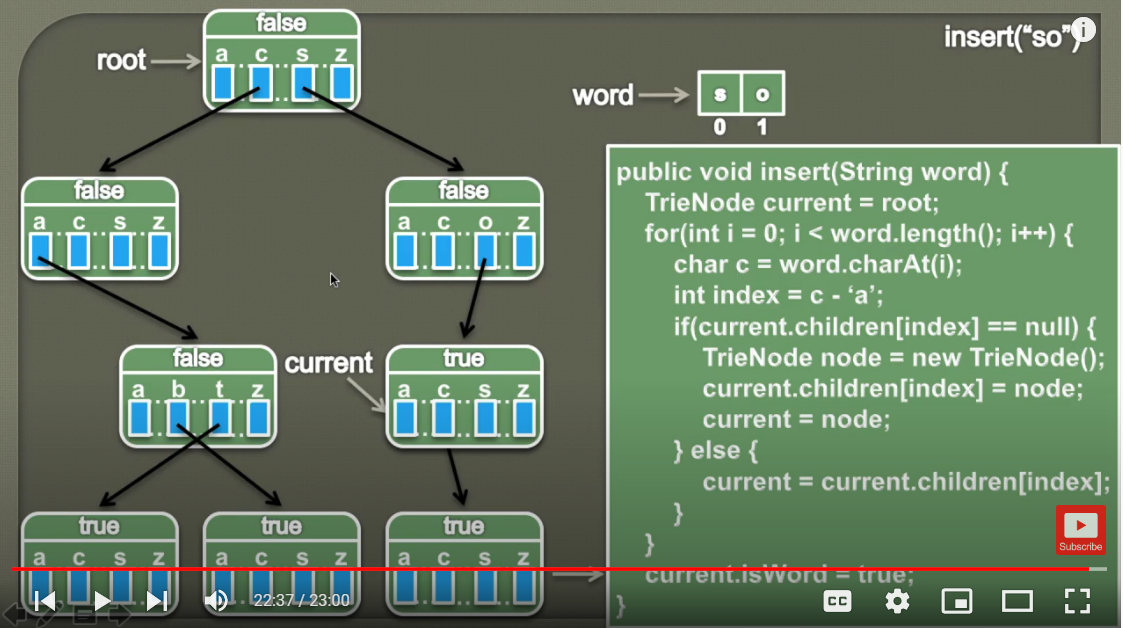 false
insert("so")
i
root
a c s z
word
s o
0 1
false
false
a c s z
a c o z
public void insert(String word) {
TrieNode current = root;
for(int i = 0; i < word.length(); i++) {
char c = word.charAt(i);
int index = c - ‘a’;
if(current.children[index] == null) {
TrieNode node = new TrieNode();
current.children[index] = node;
current = node;
} else {
current = current.children[index];
}
}
current.isWord = true;
}
false
current
true
a b t z
a c s z
true
true
true
a c s z
a c s z
a c s z
Subscribe
22:37 / 23:00
CC